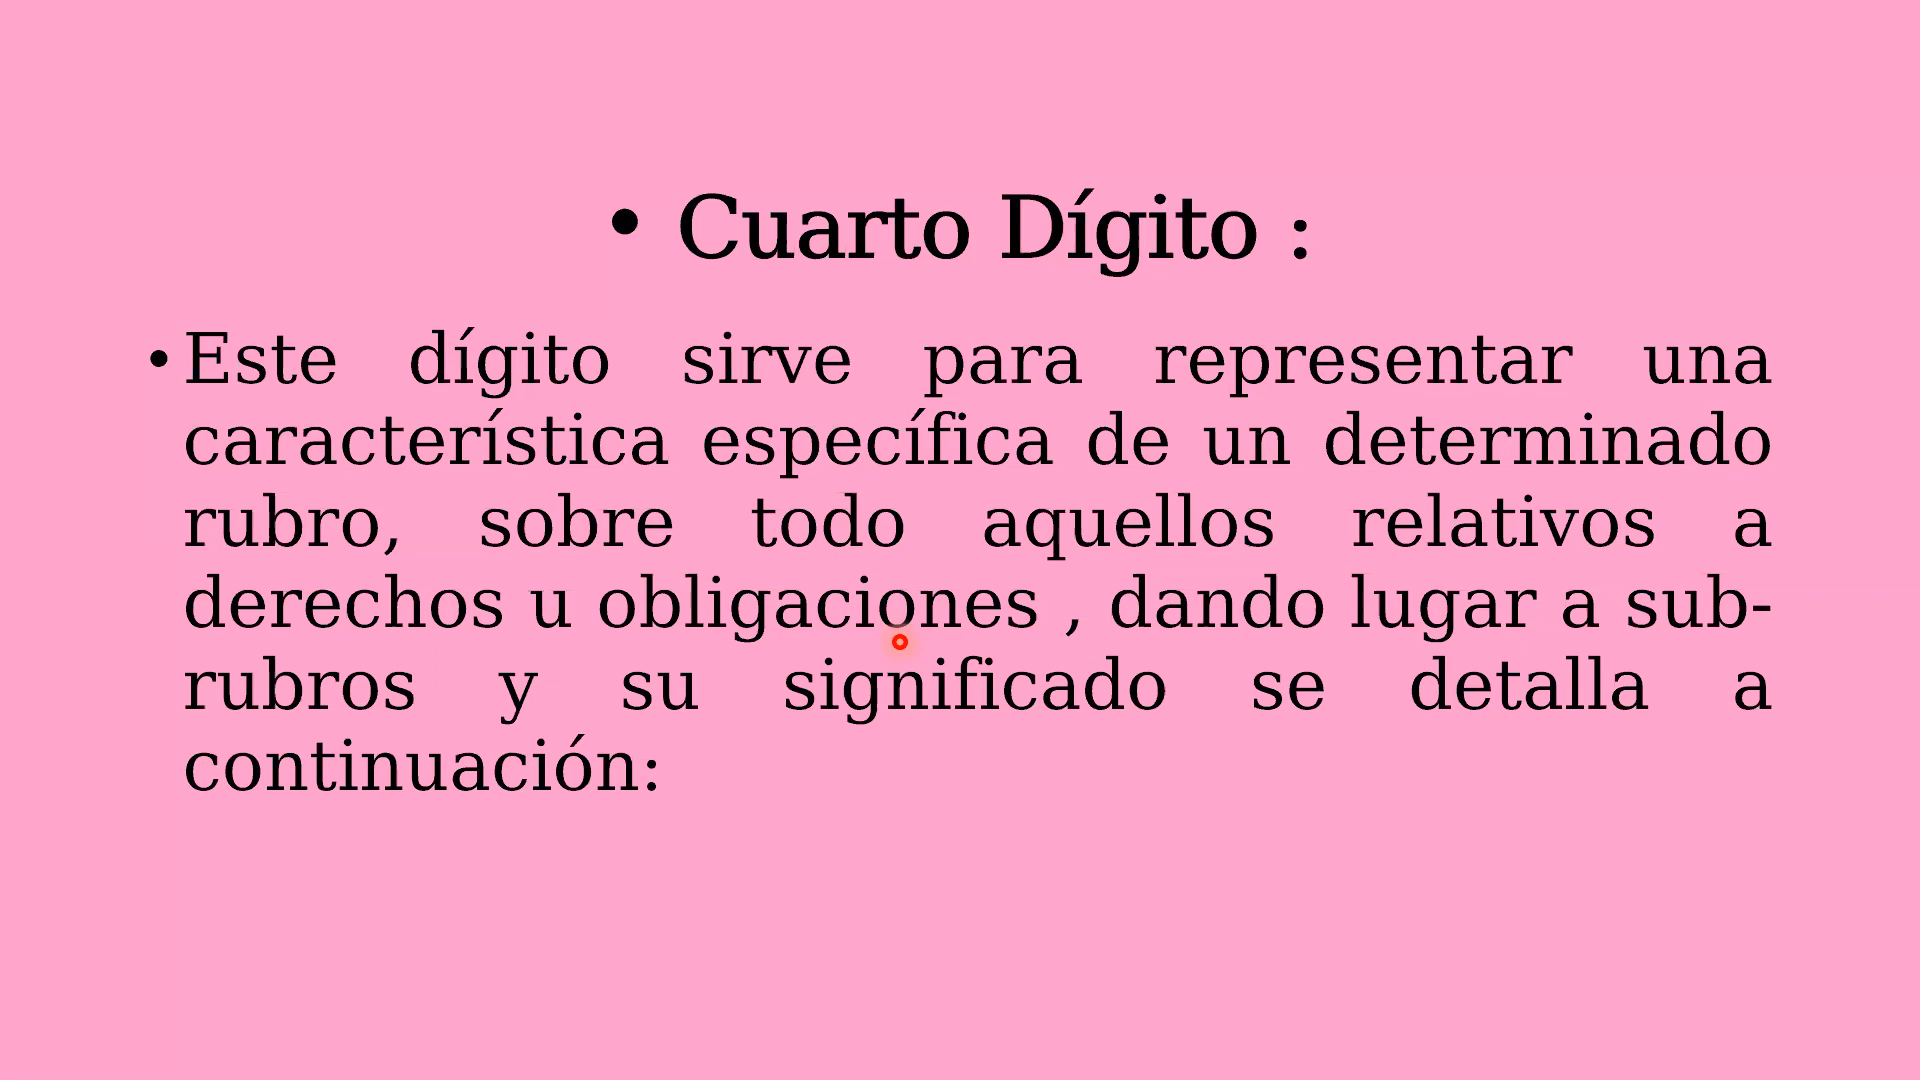 • Cuarto Dígito :
• Este dígito sirve para representar una
característica específica de un determinado
rubro, sobre todo aquellos relativos a
derechos u obligaciones , dando lugar a sub-
rubros y su significado se detalla a
continuación: